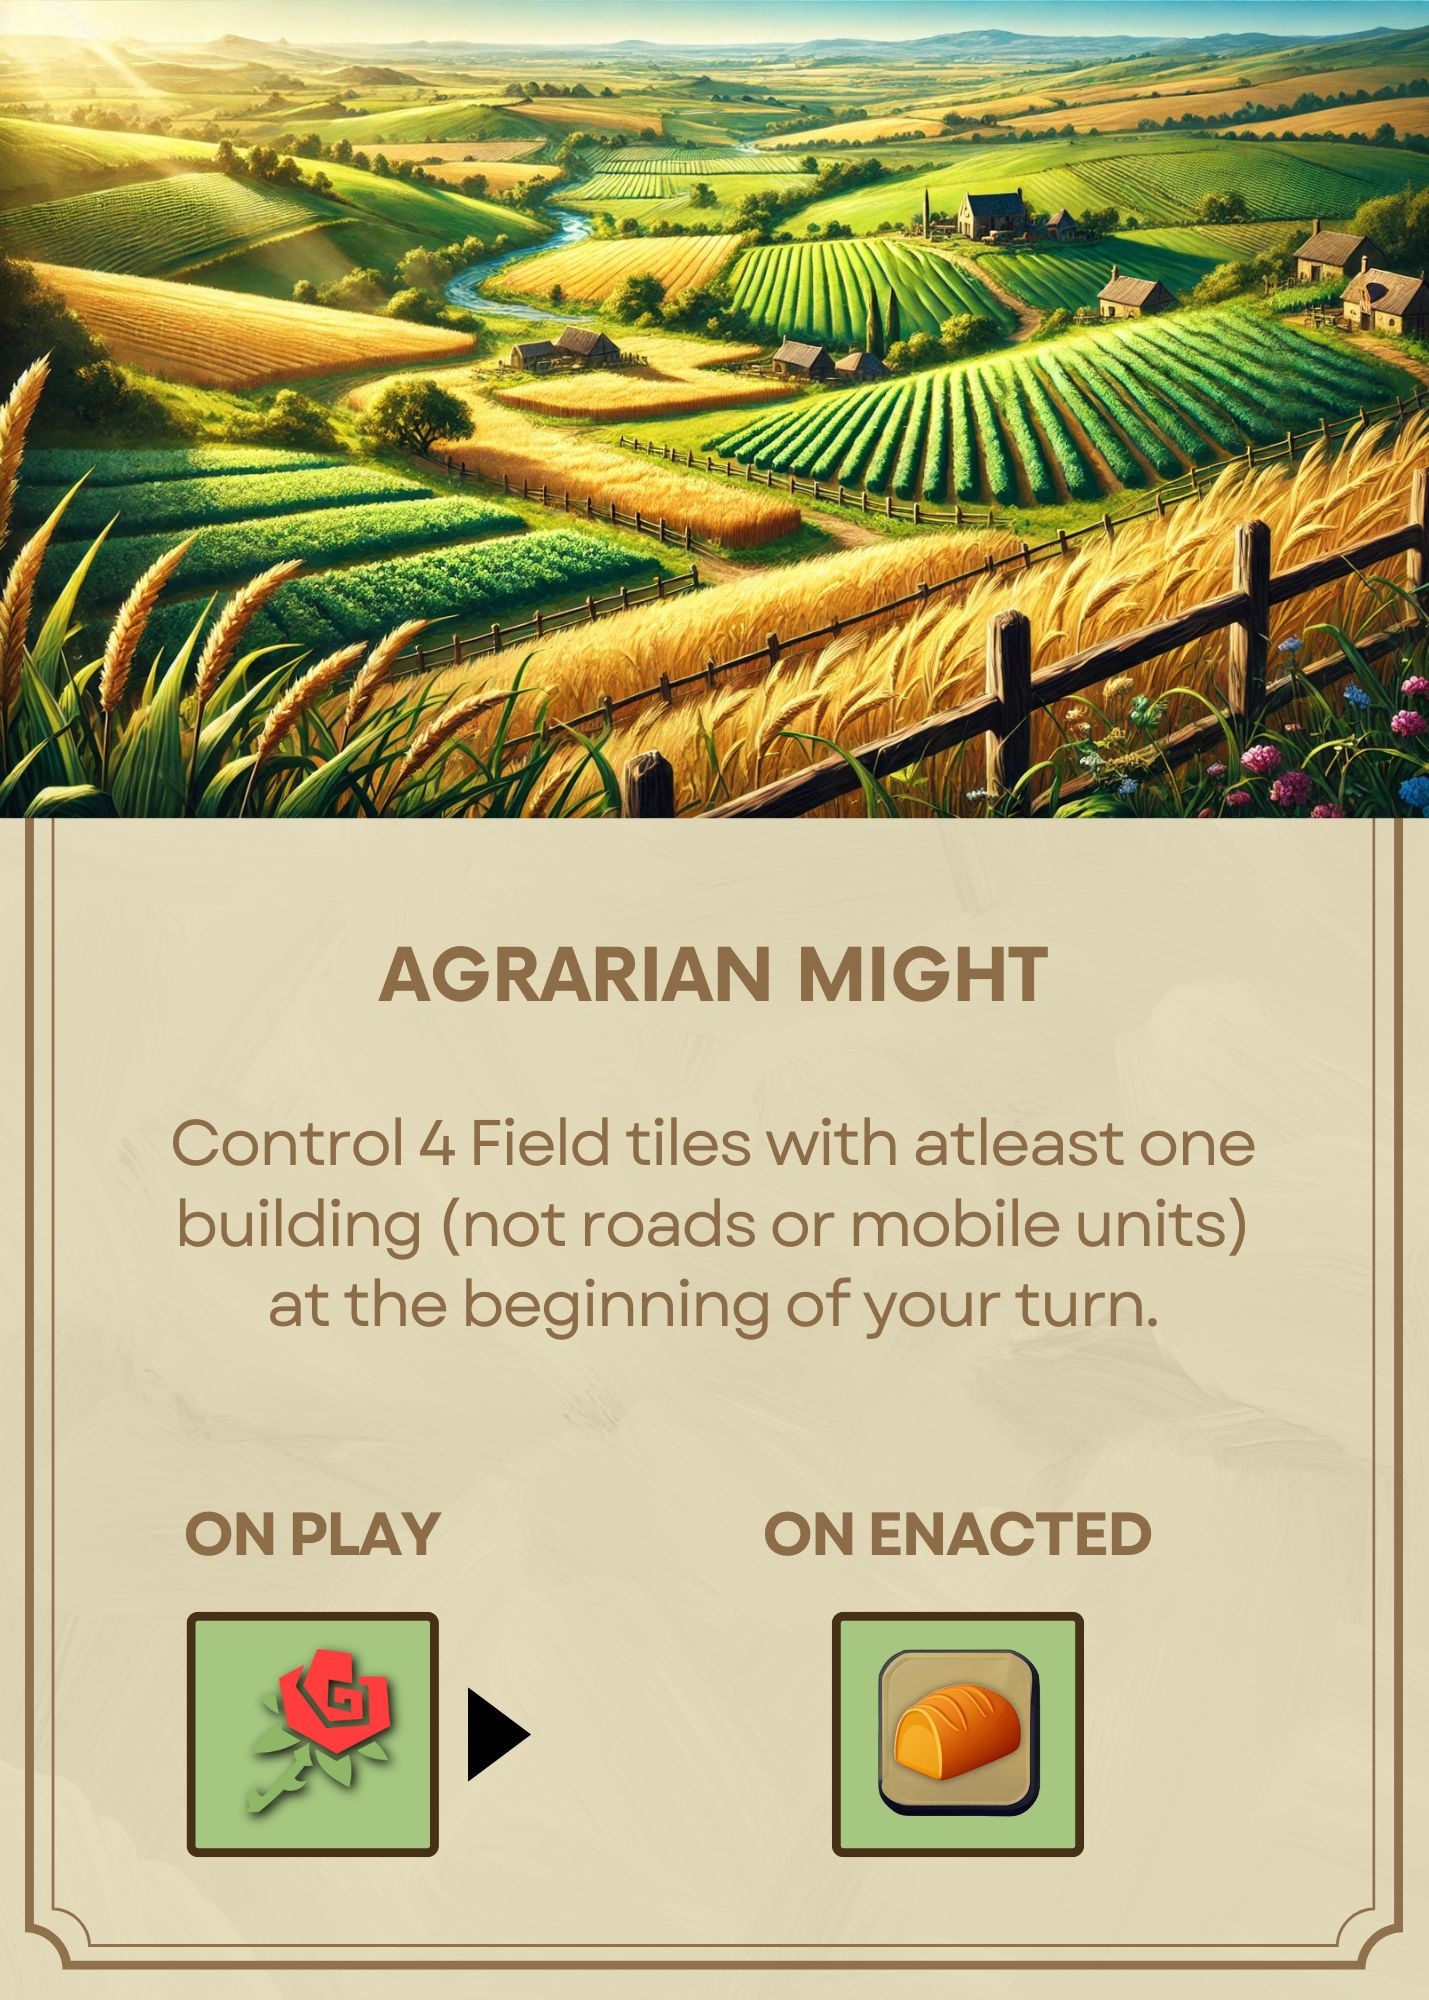 AGRARIAN MIGHT
Control 4 Field tiles with atleast one
building (not roads or mobile units)
at the beginning of your turn.
ON PLAY
ON ENACTED